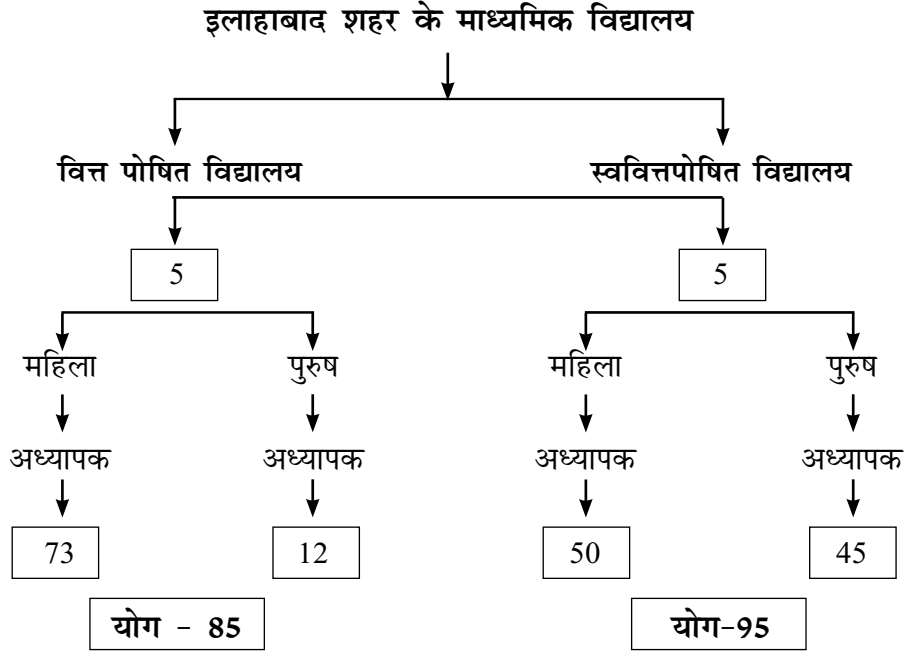 इलाहाबाद शहर के माध्यमिक विद्यालय
वित्त पोषित विद्यालय स्ववित्तपोषित विद्यालय
5 5
महिला पुरुष महिला पुरुष
अध्यापक अध्यापक अध्यापक अध्यापक
73 12 50 45
योग - 85 योग-95